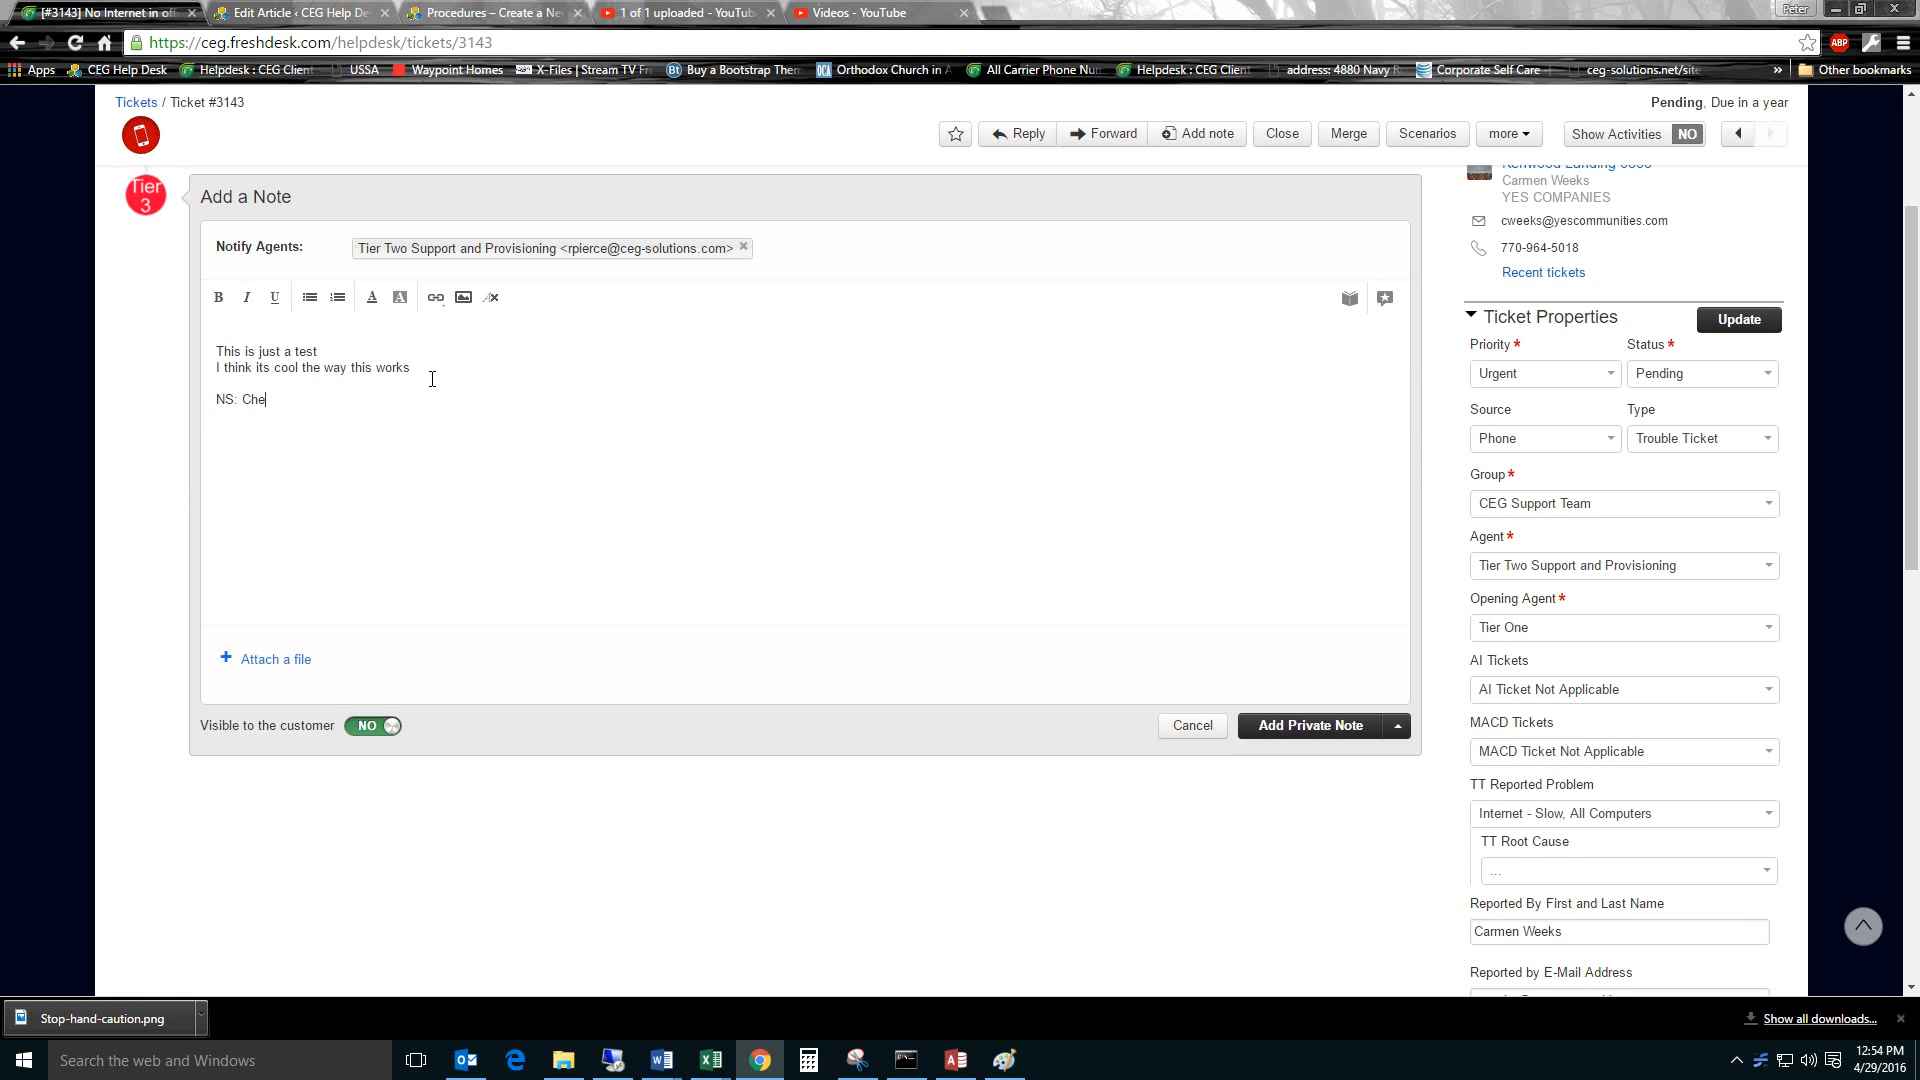 [#3143] No Internet in off
Edit Article ‹ CEG Help De
Procedures – Create a Ne
1 of 1 uploaded - YouTub
Videos - YouTube
Peter
https://ceg.freshdesk.com/helpdesk/tickets/3143
ABP
Apps
CEG Help Desk
Helpdesk : CEG Client
USSA
Waypoint Homes
X-Files | Stream TV Fr
Buy a Bootstrap Them
Orthodox Church in A
All Carrier Phone Num
Helpdesk : CEG Client
address: 4880 Navy R
Corporate Self Care
ceg-solutions.net/site
»
Other bookmarks
Tickets / Ticket #3143
Pending, Due in a year
Reply
Forward
Add note
Close
Merge
Scenarios
more
Show Activities NO
Tier 3
Add a Note
Carmen Weeks
YES COMPANIES
cweeks@yescommunities.com
770-964-5018
Recent tickets
Notify Agents:
Tier Two Support and Provisioning <rpierce@ceg-solutions.com>
B I U
This is just a test
I think its cool the way this works
NS: Che
Attach a file
Visible to the customer NO
Cancel
Add Private Note
Ticket Properties
Update
Priority *
Status *
Urgent
Pending
Source
Type
Phone
Trouble Ticket
Group *
CEG Support Team
Agent *
Tier Two Support and Provisioning
Opening Agent *
Tier One
AI Tickets
AI Ticket Not Applicable
MACD Tickets
MACD Ticket Not Applicable
TT Reported Problem
Internet - Slow, All Computers
TT Root Cause
...
Reported By First and Last Name
Carmen Weeks
Reported by E-Mail Address
Stop-hand-caution.png
Show all downloads...
Search the web and Windows
12:54 PM
4/29/2016